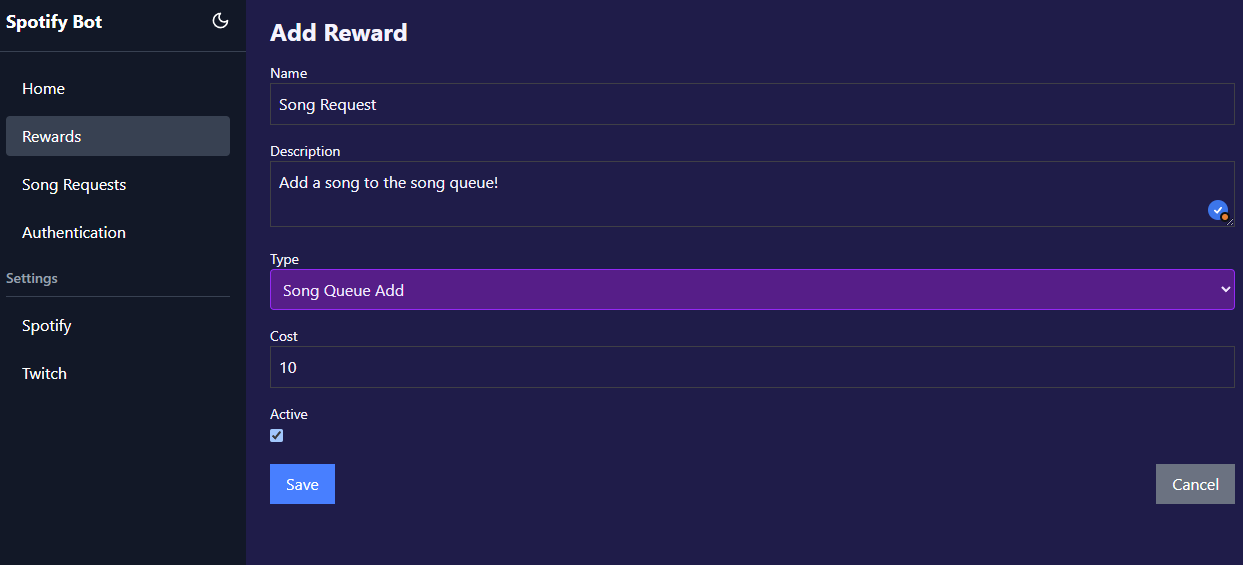 Spotify Bot
Home
Rewards
Song Requests
Authentication
Settings
Spotify
Twitch
Add Reward
Name
Song Request
Description
Add a song to the song queue!
Type
Song Queue Add
Cost
10
Active
Save
Cancel